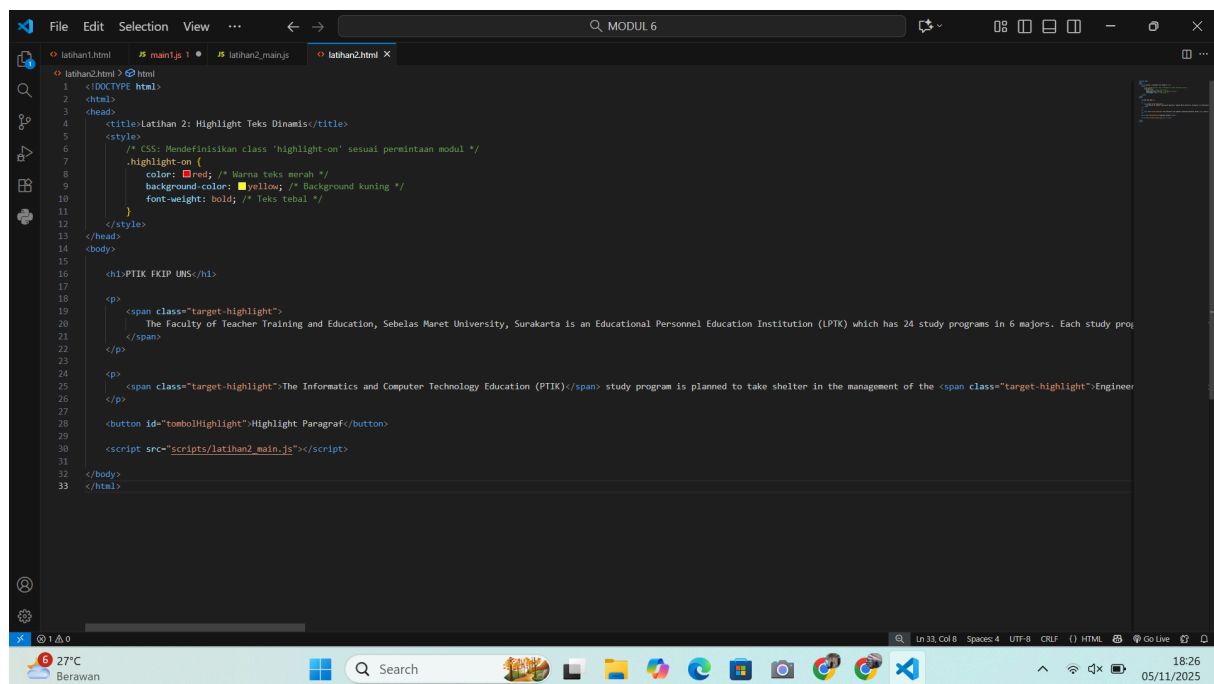 File Edit Selection View ··· MODUL 6
latihan1.html JS main1.js 1 JS latihan2_main.js latihan2.html
latihan2.html > html
1 <!DOCTYPE html>
2 <html>
3 <head>
4 <title>Latihan 2: Highlight Teks Dinamis</title>
5 <style>
6 /* CSS: Mendefinisikan class 'highlight-on' sesuai permintaan modul */
7 .highlight-on {
8 color: red; /* Warna teks merah */
9 background-color: yellow; /* Background kuning */
10 font-weight: bold; /* Teks tebal */
11 }
12 </style>
13 </head>
14 <body>
15
16 <h1>PTIK FKIP UNS</h1>
17
18 <p>
19 <span class="target-highlight">
20 The Faculty of Teacher Training and Education, Sebelas Maret University, Surakarta is an Educational Personnel Education Institution (LPTK) which has 24 study programs in 6 majors. Each study prog
21 </span>
22 </p>
23
24 <p>
25 <span class="target-highlight">The Informatics and Computer Technology Education (PTIK)</span> study program is planned to take shelter in the management of the <span class="target-highlight">Engineer
26 </p>
27
28 <button id="tombolHighlight">Highlight Paragraf</button>
29
30 <script src="scripts/latihan2_main.js"></script>
31
32 </body>
33 </html>
1
1 0 Ln 33, Col 8 Spaces: 4 UTF-8 CRLF {} HTML Go Live
6 27°C Search 18:26
Berawan 05/11/2025